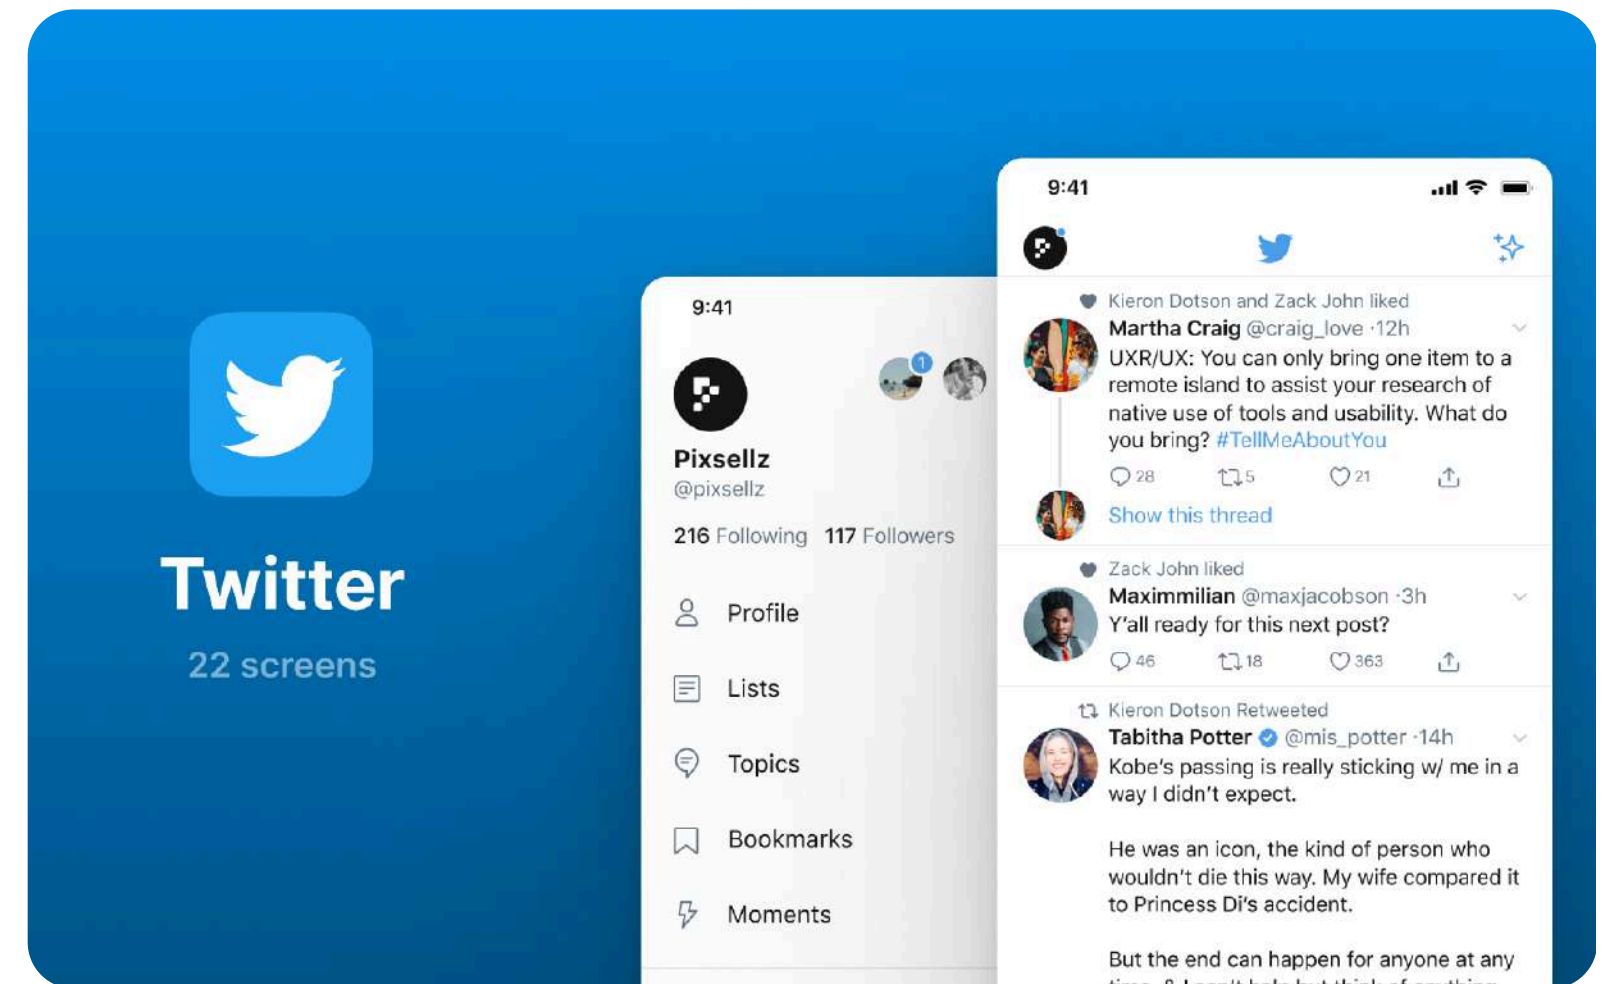 Twitter
22 screens
9:41
1
Pixsellz
@pixsellz
216 Following 117 Followers
Profile
Lists
Topics
Bookmarks
Moments
9:41
Kieron Dotson and Zack John liked
Martha Craig @craig_love ·12h
UXR/UX: You can only bring one item to a
remote island to assist your research of
native use of tools and usability. What do
you bring? #TellMeAboutYou
28 5 21
Show this thread
Zack John liked
Maximmilian @maxjacobson ·3h
Y'all ready for this next post?
46 18 363
Kieron Dotson Retweeted
Tabitha Potter @mis_potter ·14h
Kobe's passing is really sticking w/ me in a
way I didn't expect.
He was an icon, the kind of person who
wouldn't die this way. My wife compared it
to Princess Di's accident.
But the end can happen for anyone at any